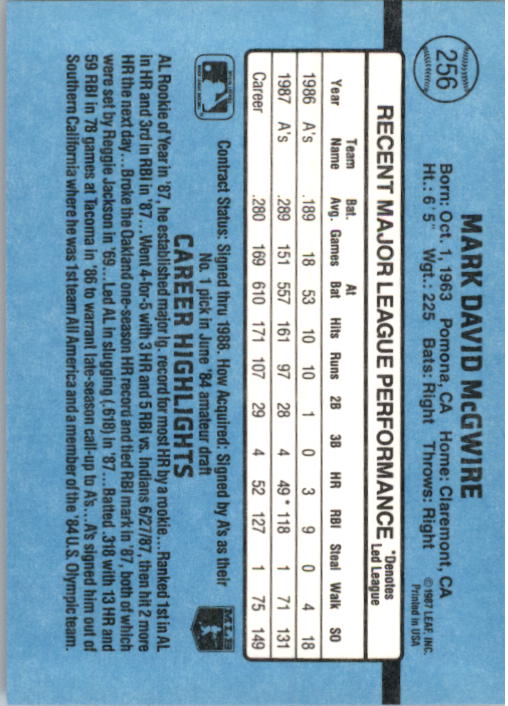 256
MARK DAVID McGWIRE
Born: Oct. 1, 1963 Pomona, CA Home: Claremont, CA
Ht.: 6' 5" Wgt.: 225 Bats: Right Throws: Right
©1987 LEAF, INC.
Printed in USA
RECENT MAJOR LEAGUE PERFORMANCE
*Denotes
Led League
Year Team Name Bat. Avg. Games At Bat Hits Runs 2B 3B HR RBI Steal Walk SO
1986 A's .189 18 53 10 10 1 0 3 9 0 4 18
1987 A's .289 151 557 161 97 28 4 49* 118 1 71 131
Career .280 169 610 171 107 29 4 52 127 1 75 149
Contract Status: Signed thru 1988. How Acquired: Signed by A's as their
No. 1 pick in June '84 amateur draft
MLB
CAREER HIGHLIGHTS
AL Rookie of Year in '87, he established major lg. record for most HR by a rookie... Ranked 1st in AL
in HR and 3rd in RBI in '87... Went 4-for-5 with 3 HR and 5 RBI vs. Indians 6/27/87, then hit 2 more
HR the next day... Broke the Oakland one-season HR record and tied RBI mark in '87, both of which
were set by Reggie Jackson in '69... Led AL in slugging (.618) in '87... Batted .318 with 13 HR and
59 RBI in 78 games at Tacoma in '86 to warrant late-season call-up to A's... A's signed him out of
Southern California where he was 1st team All America and a member of the '84 U.S. Olympic team.